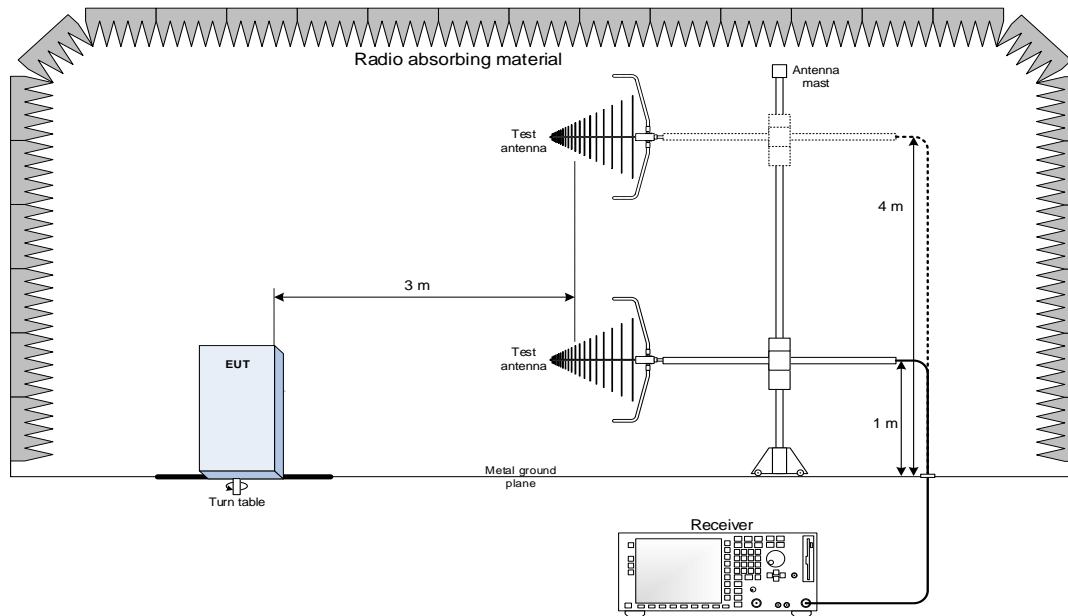 Radio absorbing material
Antenna
mast
Test
antenna
4 m
3 m
EUT
Test
antenna
1 m
Metal ground
plane
Turn table
Receiver